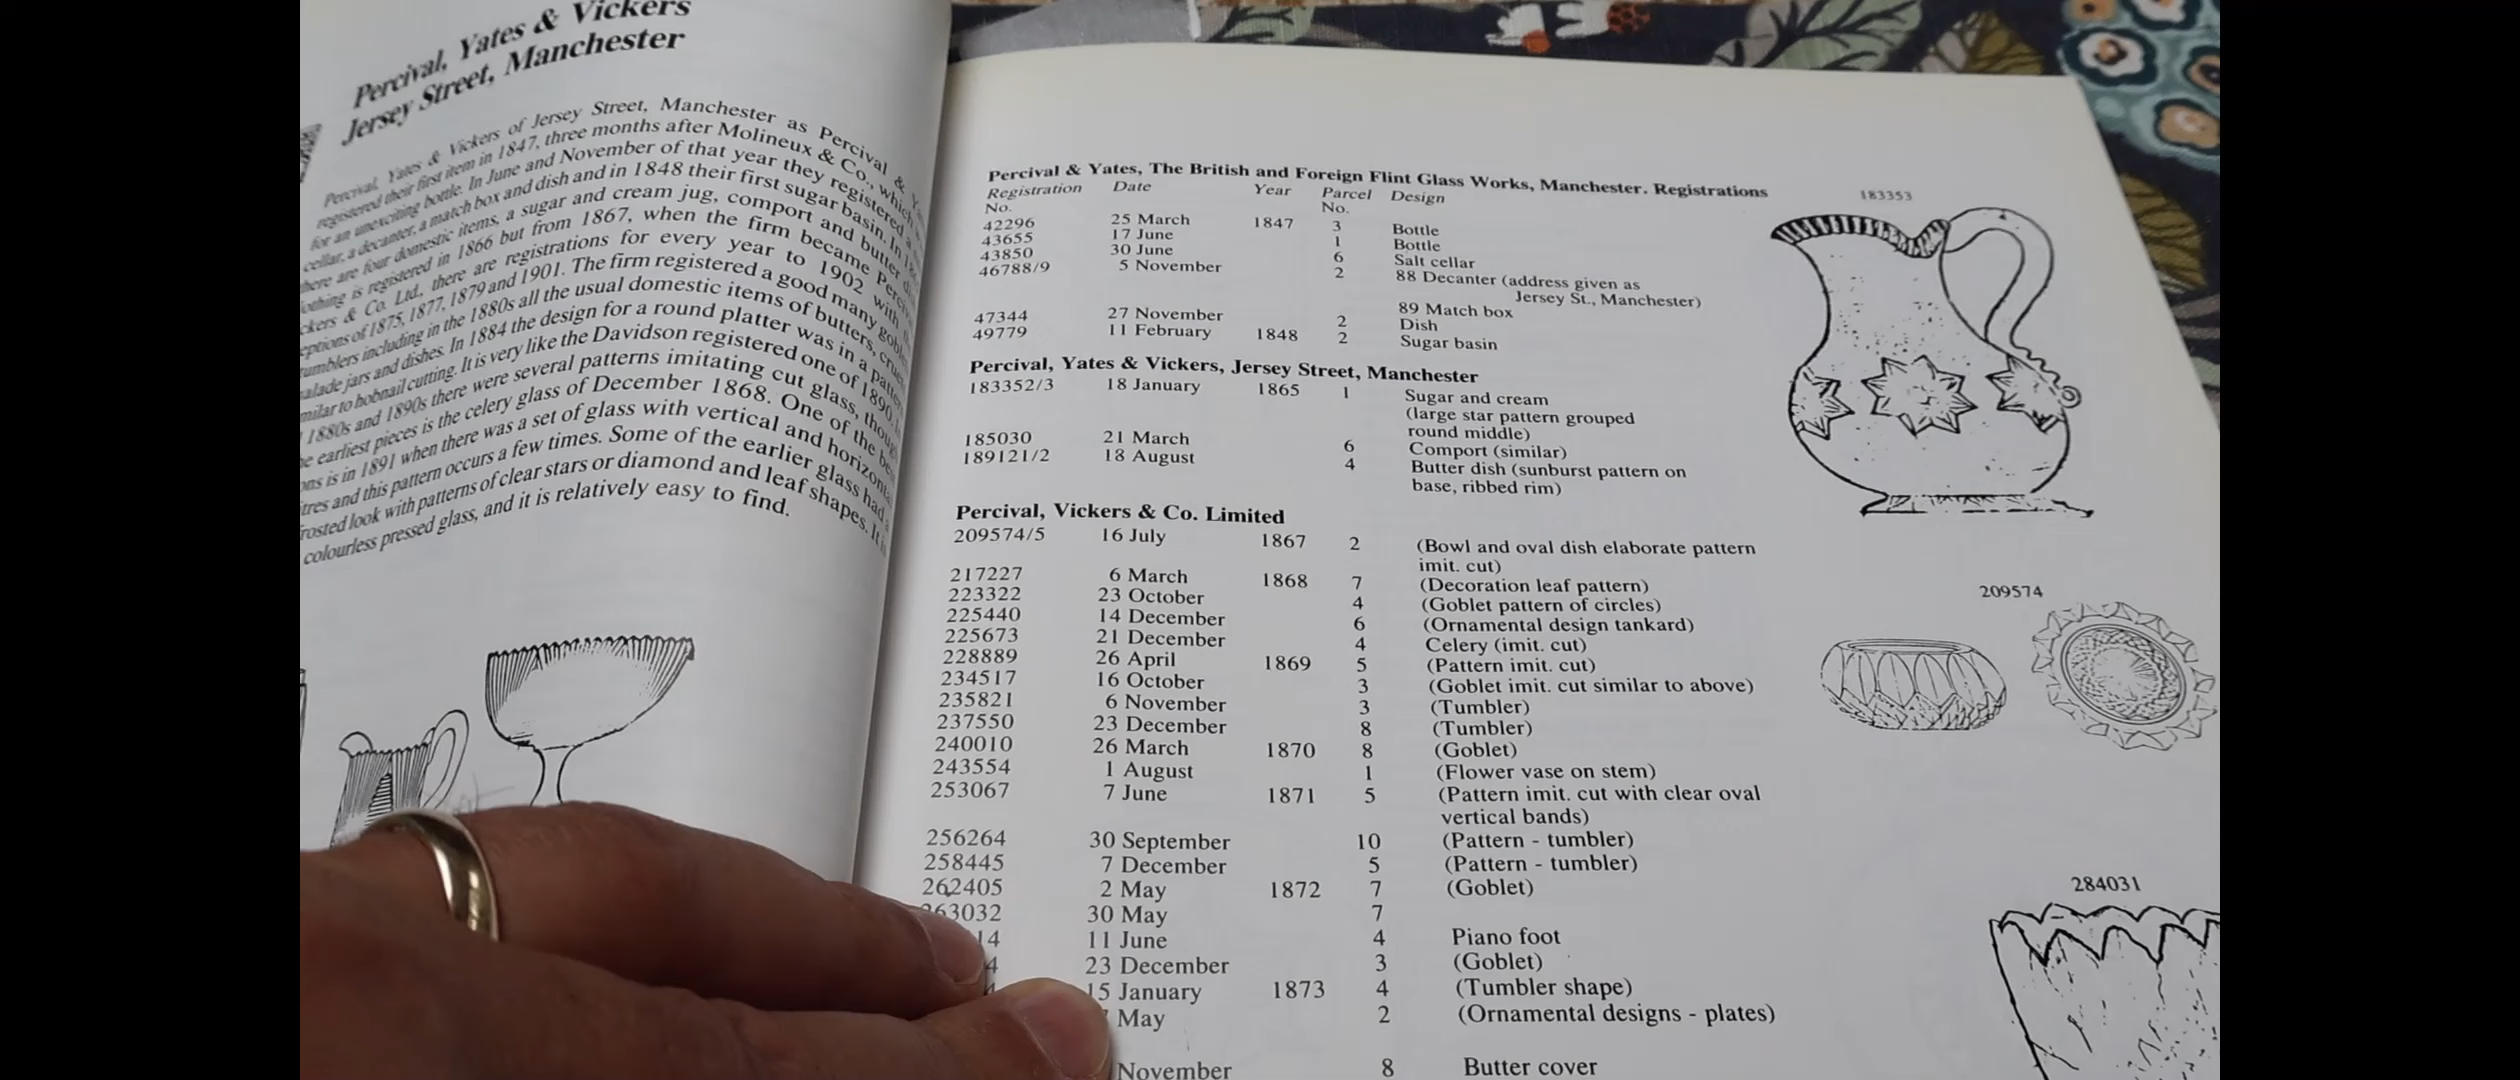 Percival, Yates & Vickers
Jersey Street, Manchester
Percival, Yates & Vickers of Jersey Street, Manchester as Percival &
registered their first item in 1847, three months after Molineux & Co., which
for an unexciting bottle. In June and November of that year they registered a
cellar, a decanter, a match box and dish and in 1848 their first sugar basin. In
there are four domestic items, a sugar and cream jug, comport and butter
nothing is registered in 1866 but from 1867, when the firm became
& Co. Ltd., there are registrations for every year to 1902 with
of 1875, 1877, 1879 and 1901. The firm registered a good many
including in the 1880s all the usual domestic items of butters,
jars and dishes. In 1884 the design for a round platter was in a
to bobnail cutting. It is very like the Davidson registered one of 1890.
1880s and 1890s there were several patterns imitating cut glass,
earliest pieces is the celery glass of December 1868. One of the
is in 1891 when there was a set of glass with vertical and
and this pattern occurs a few times. Some of the earlier glass had
look with patterns of clear stars or diamond and leaf shapes. It
colourless pressed glass, and it is relatively easy to find.
Percival & Yates, The British and Foreign Flint Glass Works, Manchester. Registrations
Registration No. Date Year Parcel No. Design
42296 25 March 1847 3 Bottle
43655 17 June 1 Bottle
43850 30 June 6 Salt cellar
46788/9 5 November 2 88 Decanter (address given as
Jersey St., Manchester)
89 Match box
47344 27 November 2 Dish
49779 11 February 1848 2 Sugar basin
Percival, Yates & Vickers, Jersey Street, Manchester
183352/3 18 January 1865 1 Sugar and cream
(large star pattern grouped
round middle)
185030 21 March 6 Comport (similar)
189121/2 18 August 4 Butter dish (sunburst pattern on
base, ribbed rim)
Percival, Vickers & Co. Limited
209574/5 16 July 1867 2 (Bowl and oval dish elaborate pattern
imit. cut)
217227 6 March 1868 7 (Decoration leaf pattern)
223322 23 October 4 (Goblet pattern of circles)
225440 14 December 6 (Ornamental design tankard)
225673 21 December 4 Celery (imit. cut)
228889 26 April 1869 5 (Pattern imit. cut)
234517 16 October 3 (Goblet imit. cut similar to above)
235821 6 November 3 (Tumbler)
237550 23 December 8 (Tumbler)
240010 26 March 1870 8 (Goblet)
243554 1 August 1 (Flower vase on stem)
253067 7 June 1871 5 (Pattern imit. cut with clear oval
vertical bands)
256264 30 September 10 (Pattern - tumbler)
258445 7 December 5 (Pattern - tumbler)
262405 2 May 1872 7 (Goblet)
263032 30 May 7
14 11 June 4 Piano foot
4 23 December 3 (Goblet)
15 January 1873 4 (Tumbler shape)
May 2 (Ornamental designs - plates)
November 8 Butter cover
183353
209574
284031